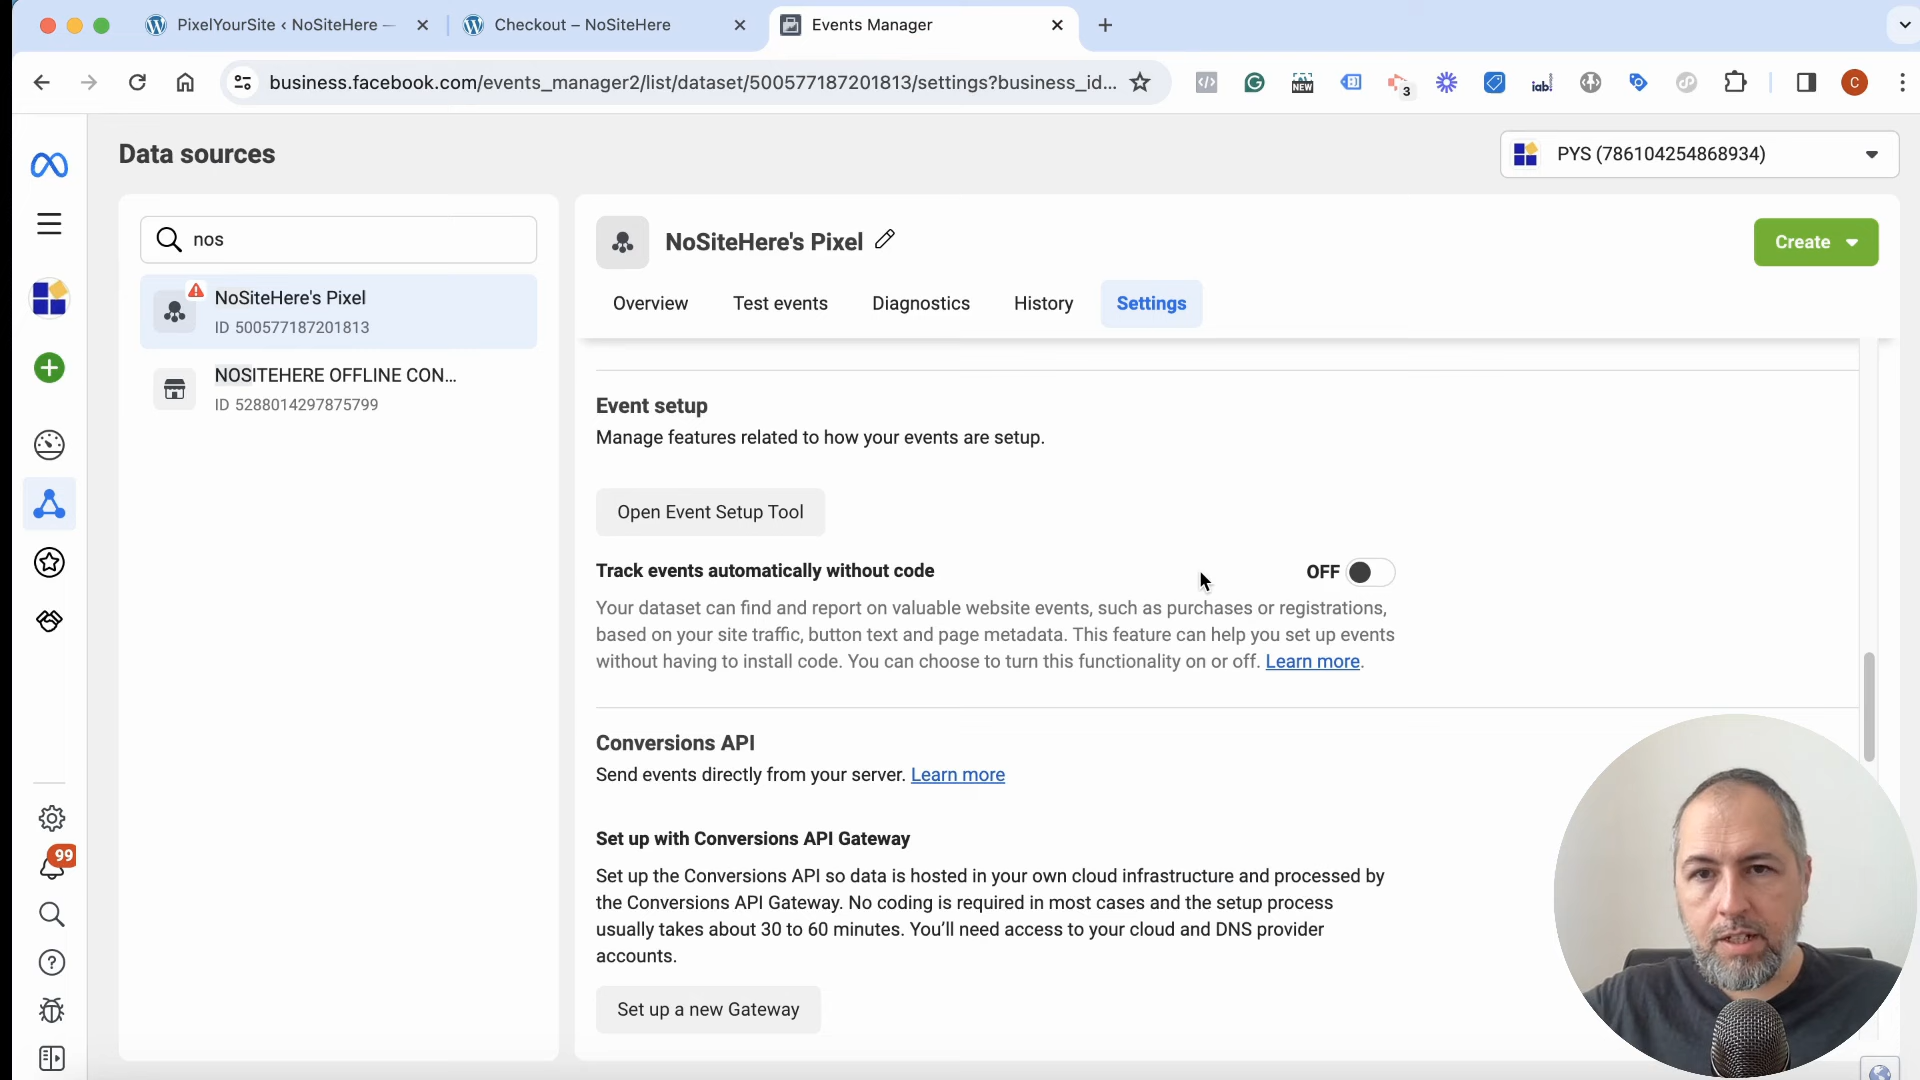 PixelYourSite ‹ NoSiteHere —
Checkout – NoSiteHere
Events Manager
business.facebook.com/events_manager2/list/dataset/500577187201813/settings?business_id...
NEW
3
iab!
C
Data sources
PYS (786104254868934)
nos
NoSiteHere's Pixel
ID 500577187201813
NOSITEHERE OFFLINE CON...
ID 5288014297875799
NoSiteHere's Pixel
Create
Overview
Test events
Diagnostics
History
Settings
Event setup
Manage features related to how your events are setup.
Open Event Setup Tool
Track events automatically without code
OFF
Your dataset can find and report on valuable website events, such as purchases or registrations,
based on your site traffic, button text and page metadata. This feature can help you set up events
without having to install code. You can choose to turn this functionality on or off. Learn more.
Conversions API
Send events directly from your server. Learn more
Set up with Conversions API Gateway
Set up the Conversions API so data is hosted in your own cloud infrastructure and processed by
the Conversions API Gateway. No coding is required in most cases and the setup process
usually takes about 30 to 60 minutes. You’ll need access to your cloud and DNS provider
accounts.
Set up a new Gateway
99